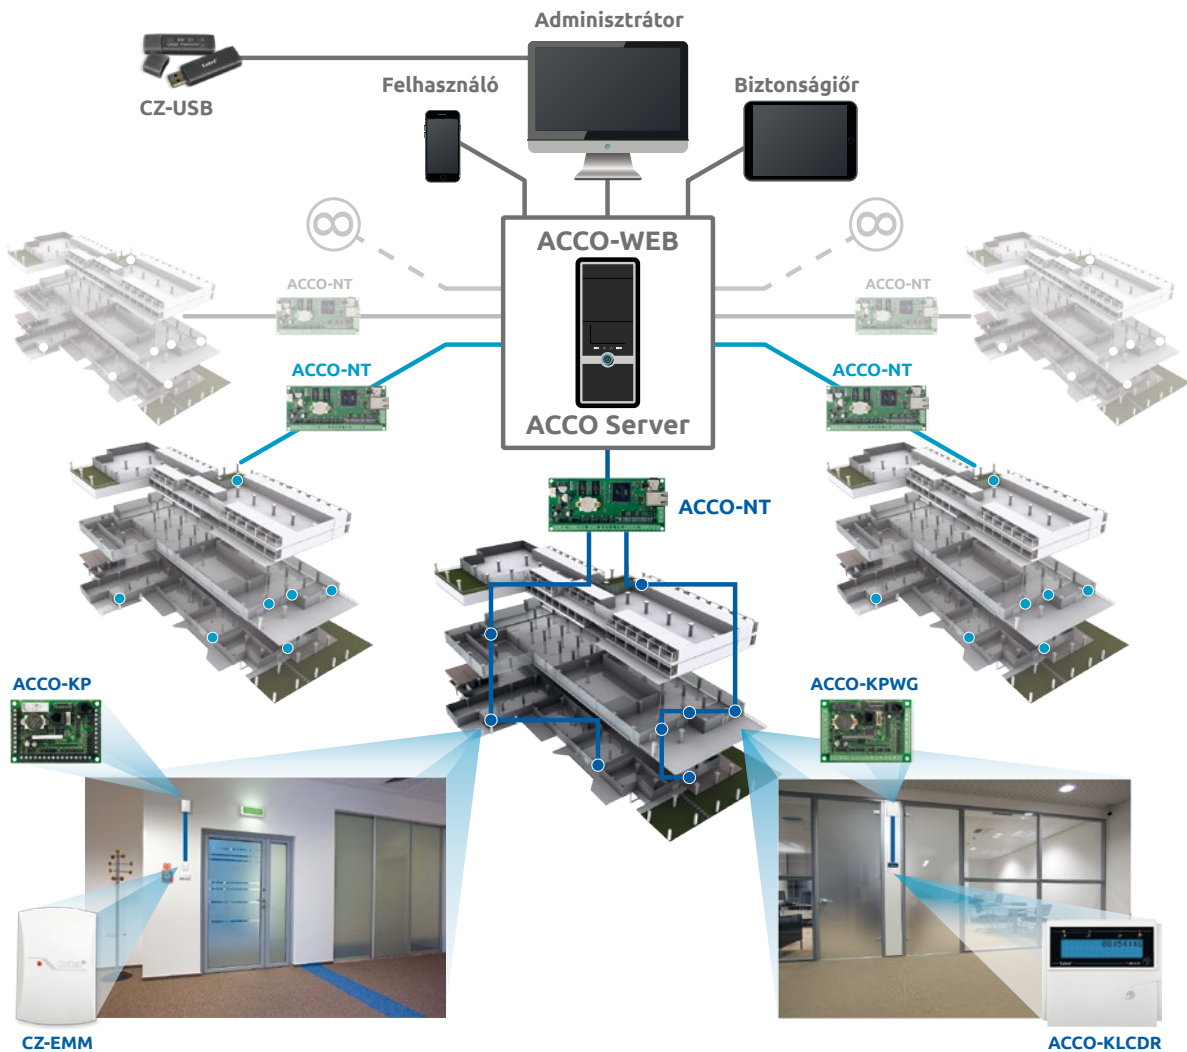 Adminisztrátor
Felhasználó
Biztonságiőr
CZ-USB
ACCO-WEB
ACCO-NT
ACCO-NT
ACCO-NT
ACCO-NT
ACCO Server
ACCO-NT
ACCO-KP
ACCO-KPWG
CZ-EMM
ACCO-KLCDR